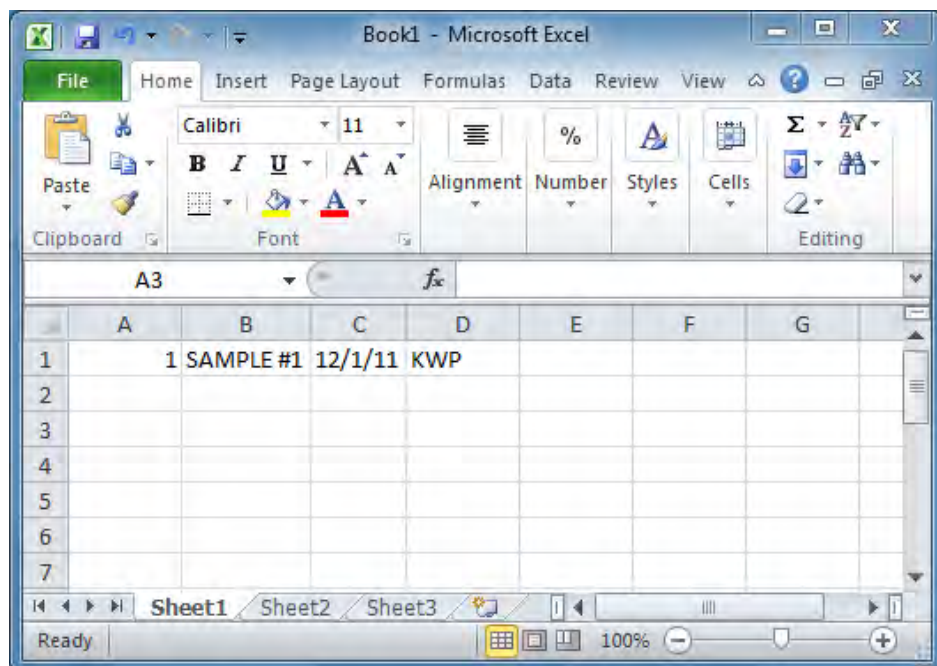 Book1 - Microsoft Excel
File Home Insert Page Layout Formulas Data Review View
Calibri 11
B I U A A
Paste
Alignment Number Styles Cells
Clipboard Font Editing
A3 fx
A B C D E F G
1 1 SAMPLE #1 12/1/11 KWP
2
3
4
5
6
7
Sheet1 Sheet2 Sheet3
Ready 100%